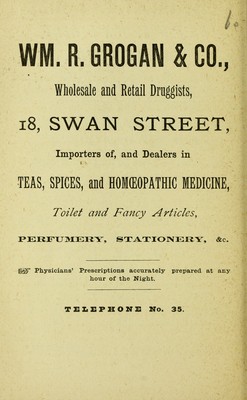 WM. R. GROGAN & CO.,
Wholesale and Retail Druggists,
18, SWAN STREET,
Importers of, and Dealers in
TEAS, SPICES, and HOMŒOPATHIC MEDICINE,
Toilet and Fancy Articles,
PERFUMERY, STATIONERY, &c.
☞ Physicians' Prescriptions accurately prepared at any
hour of the Night.
TELEPHONE No. 35.